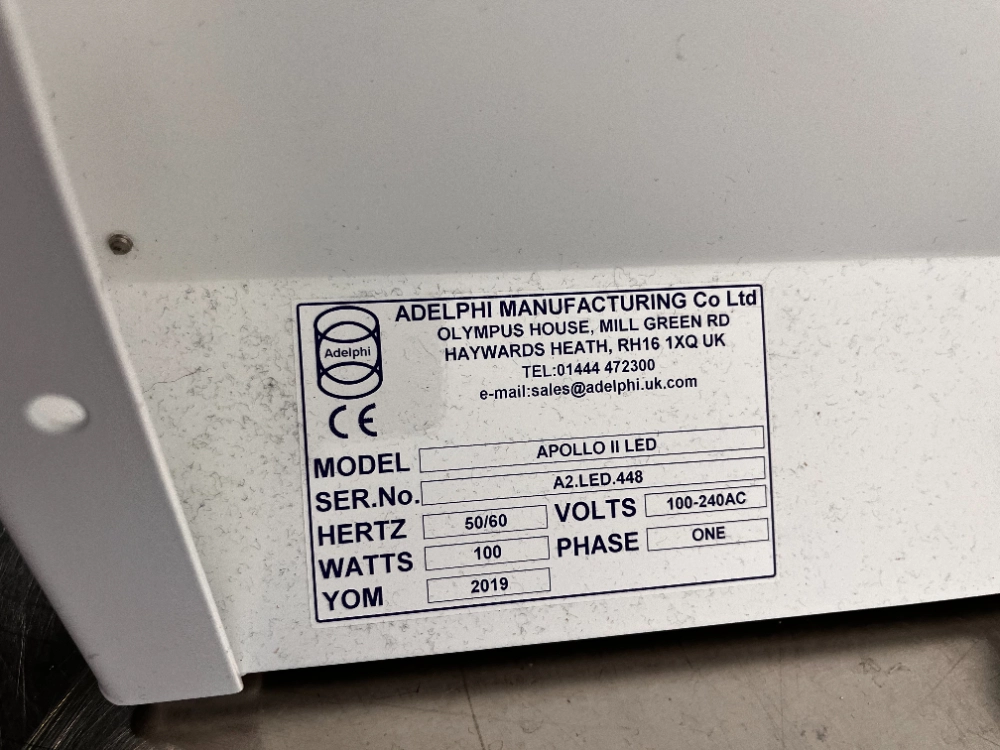 ADELPHI MANUFACTURING Co Ltd
OLYMPUS HOUSE, MILL GREEN RD
HAYWARDS HEATH, RH16 1XQ UK
TEL:01444 472300
e-mail:sales@adelphi.uk.com
Adelphi
CE
MODEL APOLLO II LED
SER.No. A2.LED.448
HERTZ 50/60 VOLTS 100-240AC
WATTS 100 PHASE ONE
YOM 2019